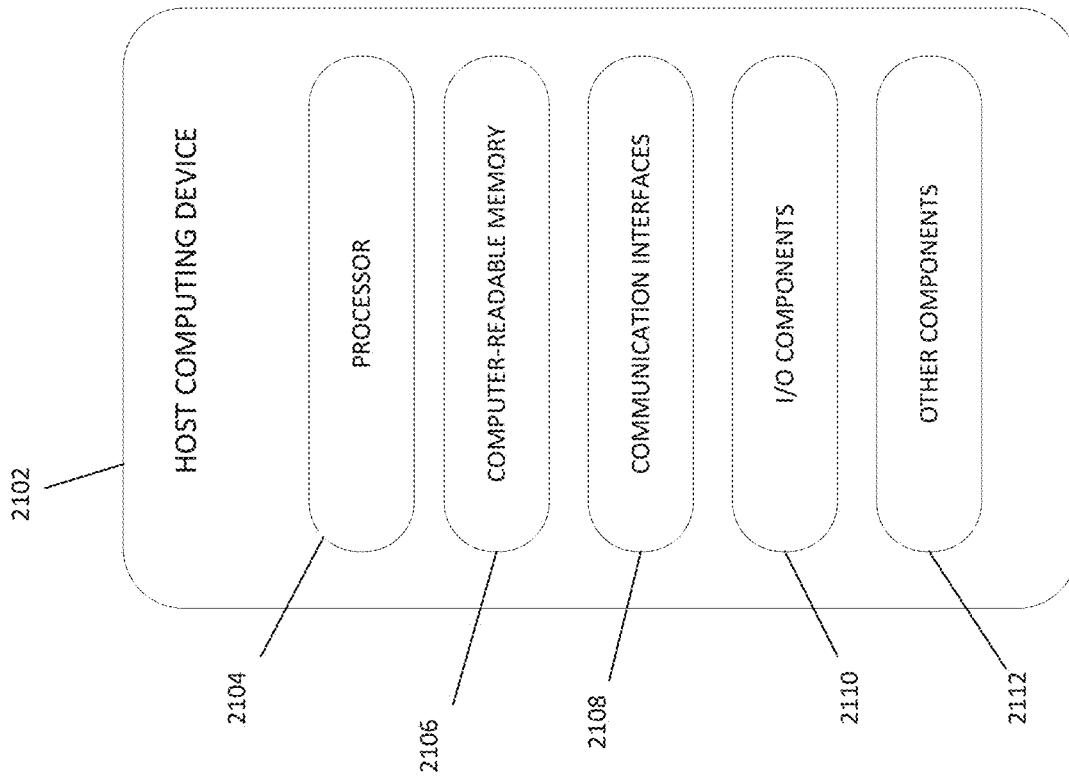 2102
HOST COMPUTING DEVICE
2104
PROCESSOR
2106
COMPUTER-READABLE MEMORY
2108
COMMUNICATION INTERFACES
2110
I/O COMPONENTS
2112
OTHER COMPONENTS